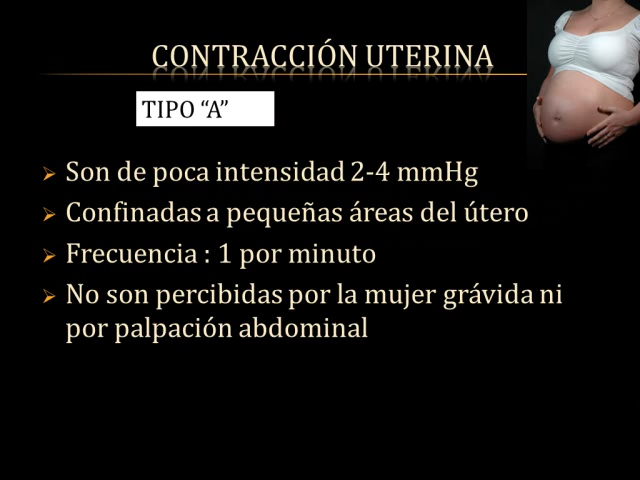 CONTRACCIÓN UTERINA
TIPO “A”
Son de poca intensidad 2-4 mmHg
Confinadas a pequeñas áreas del útero
Frecuencia : 1 por minuto
No son percibidas por la mujer grávida ni
por palpación abdominal